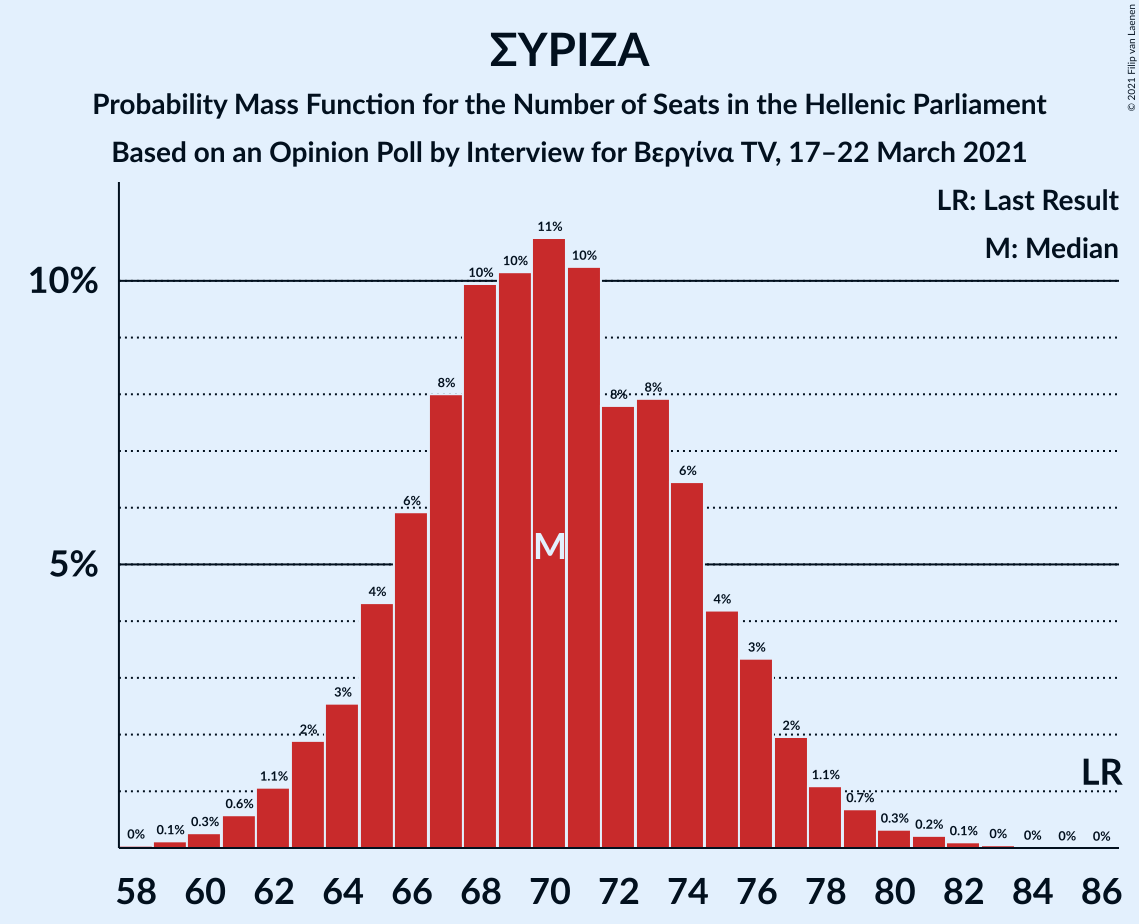 ΣΥΡΙΖΑ
Probability Mass Function for the Number of Seats in the Hellenic Parliament
Based on an Opinion Poll by Interview for Βεργίνα TV, 17–22 March 2021
© 2021 Filip van Laenen
LR: Last Result
M: Median
10%
5%
0% 0.1% 0.3% 0.6% 1.1% 2% 3% 4% 6% 8% 10% 10% 11% 10% 8% 8% 6% 4% 3% 2% 1.1% 0.7% 0.3% 0.2% 0.1% 0% 0% 0% 0%
M
LR
58 60 62 64 66 68 70 72 74 76 78 80 82 84 86